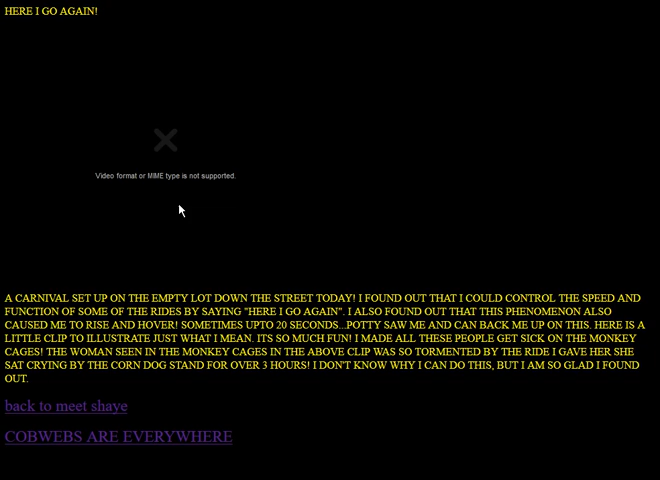 HERE I GO AGAIN!
Video format or MIME type is not supported.
A CARNIVAL SET UP ON THE EMPTY LOT DOWN THE STREET TODAY! I FOUND OUT THAT I COULD CONTROL THE SPEED AND
FUNCTION OF SOME OF THE RIDES BY SAYING "HERE I GO AGAIN". I ALSO FOUND OUT THAT THIS PHENOMENON ALSO
CAUSED ME TO RISE AND HOVER! SOMETIMES UPTO 20 SECONDS...POTTY SAW ME AND CAN BACK ME UP ON THIS. HERE IS A
LITTLE CLIP TO ILLUSTRATE JUST WHAT I MEAN. ITS SO MUCH FUN! I MADE ALL THESE PEOPLE GET SICK ON THE MONKEY
CAGES! THE WOMAN SEEN IN THE MONKEY CAGES IN THE ABOVE CLIP WAS SO TORMENTED BY THE RIDE I GAVE HER SHE
SAT CRYING BY THE CORN DOG STAND FOR OVER 3 HOURS! I DON'T KNOW WHY I CAN DO THIS, BUT I AM SO GLAD I FOUND
OUT.
back to meet shaye
COBWEBS ARE EVERYWHERE